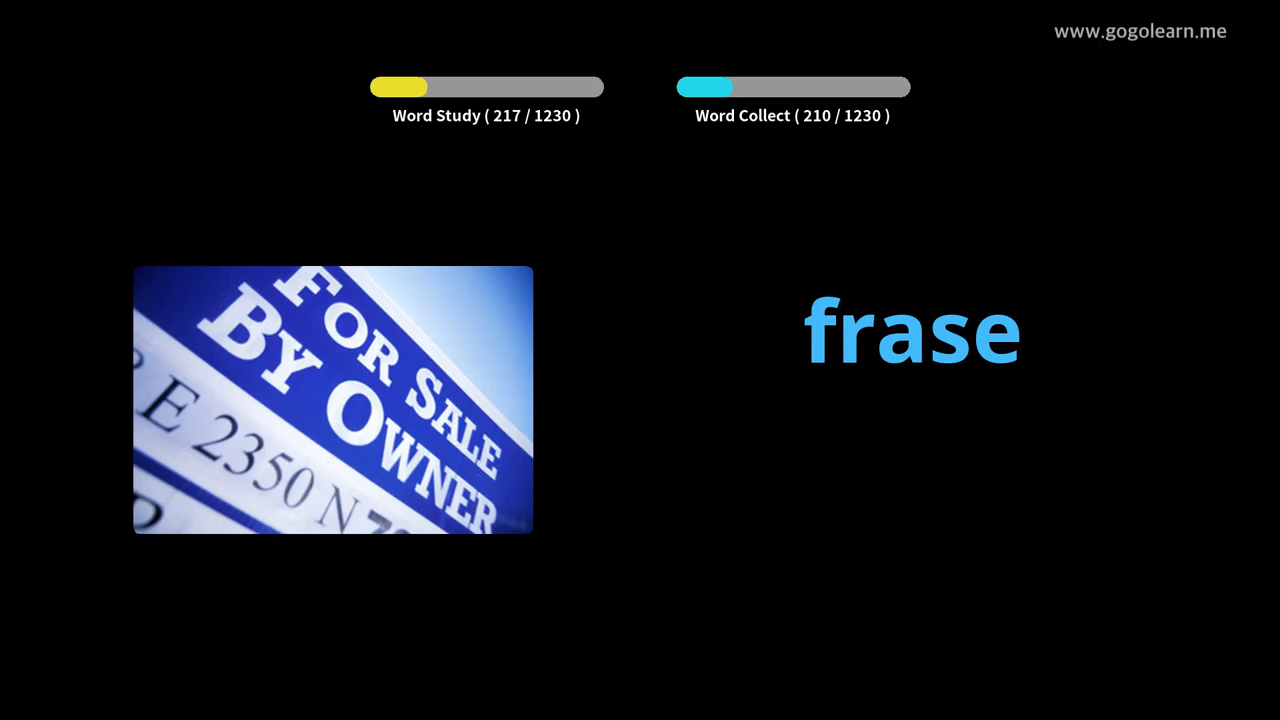 www.gogolearn.me
Word Study ( 217 / 1230 )
Word Collect ( 210 / 1230 )
FOR SALE
BY OWNER
E 2350 N
frase